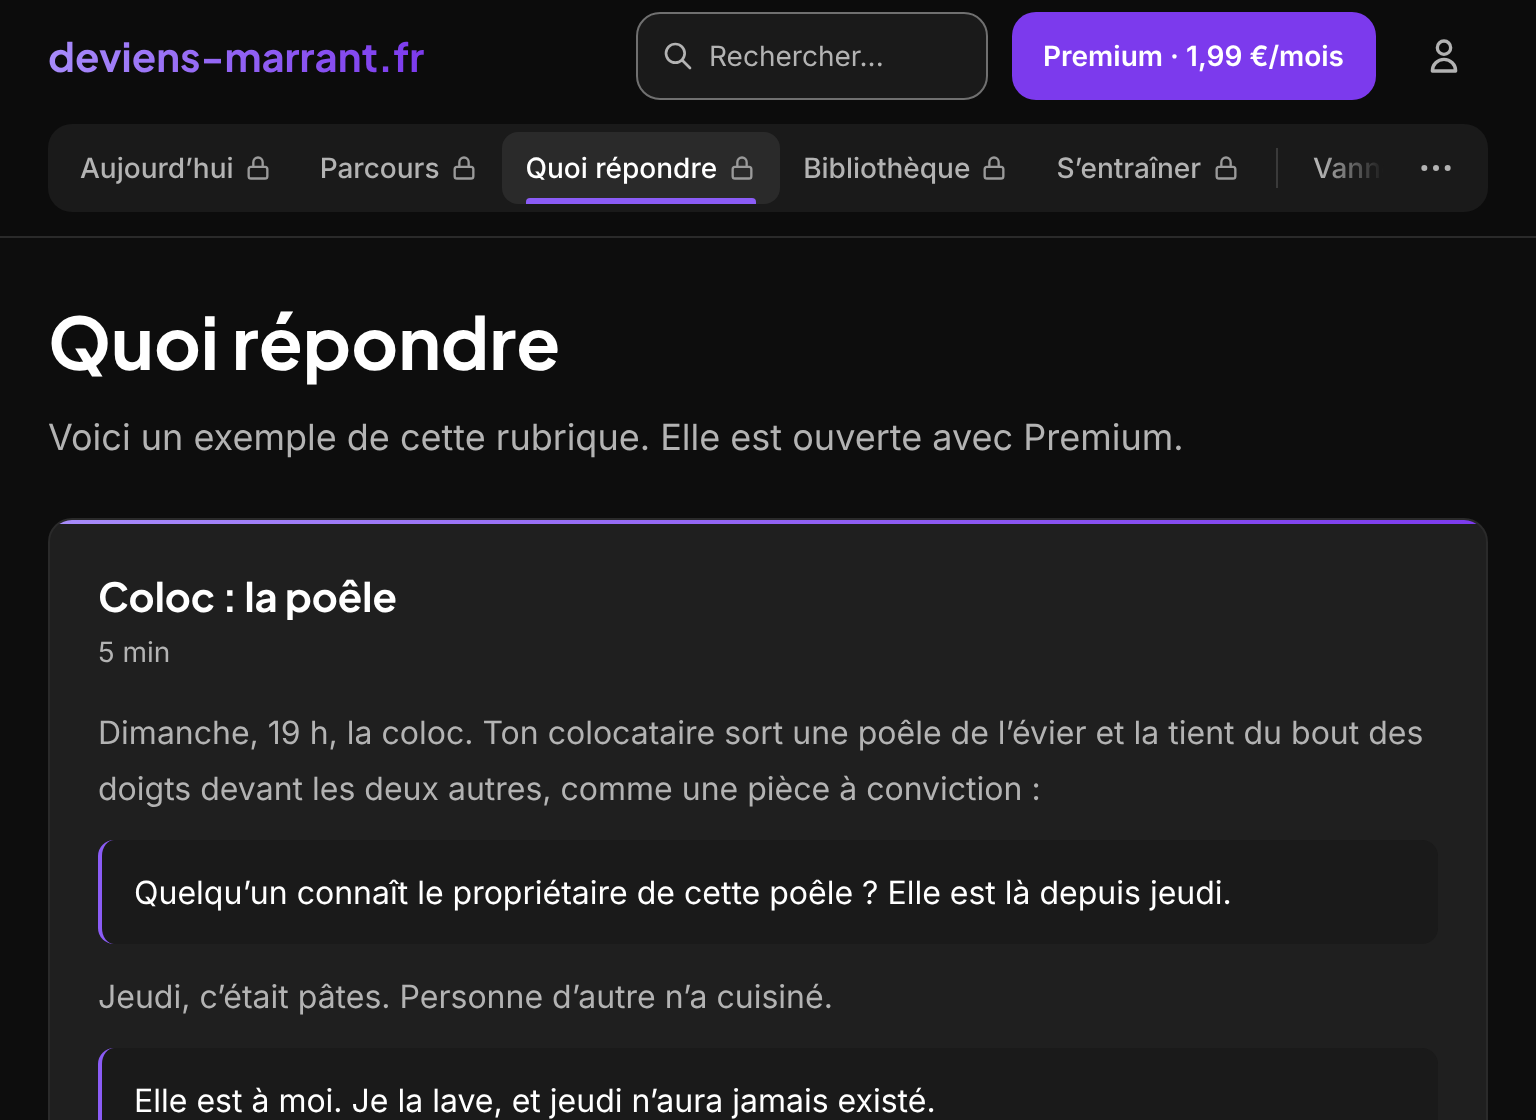 deviens-marrant.fr
Rechercher...
Premium · 1,99 €/mois
Aujourd’hui
Parcours
Quoi répondre
Bibliothèque
S’entraîner
Vann
Quoi répondre
Voici un exemple de cette rubrique. Elle est ouverte avec Premium.
Coloc : la poêle
5 min
Dimanche, 19 h, la coloc. Ton colocataire sort une poêle de l’évier et la tient du bout des
doigts devant les deux autres, comme une pièce à conviction :
Quelqu’un connaît le propriétaire de cette poêle ? Elle est là depuis jeudi.
Jeudi, c’était pâtes. Personne d’autre n’a cuisiné.
Elle est à moi. Je la lave, et jeudi n’aura jamais existé.